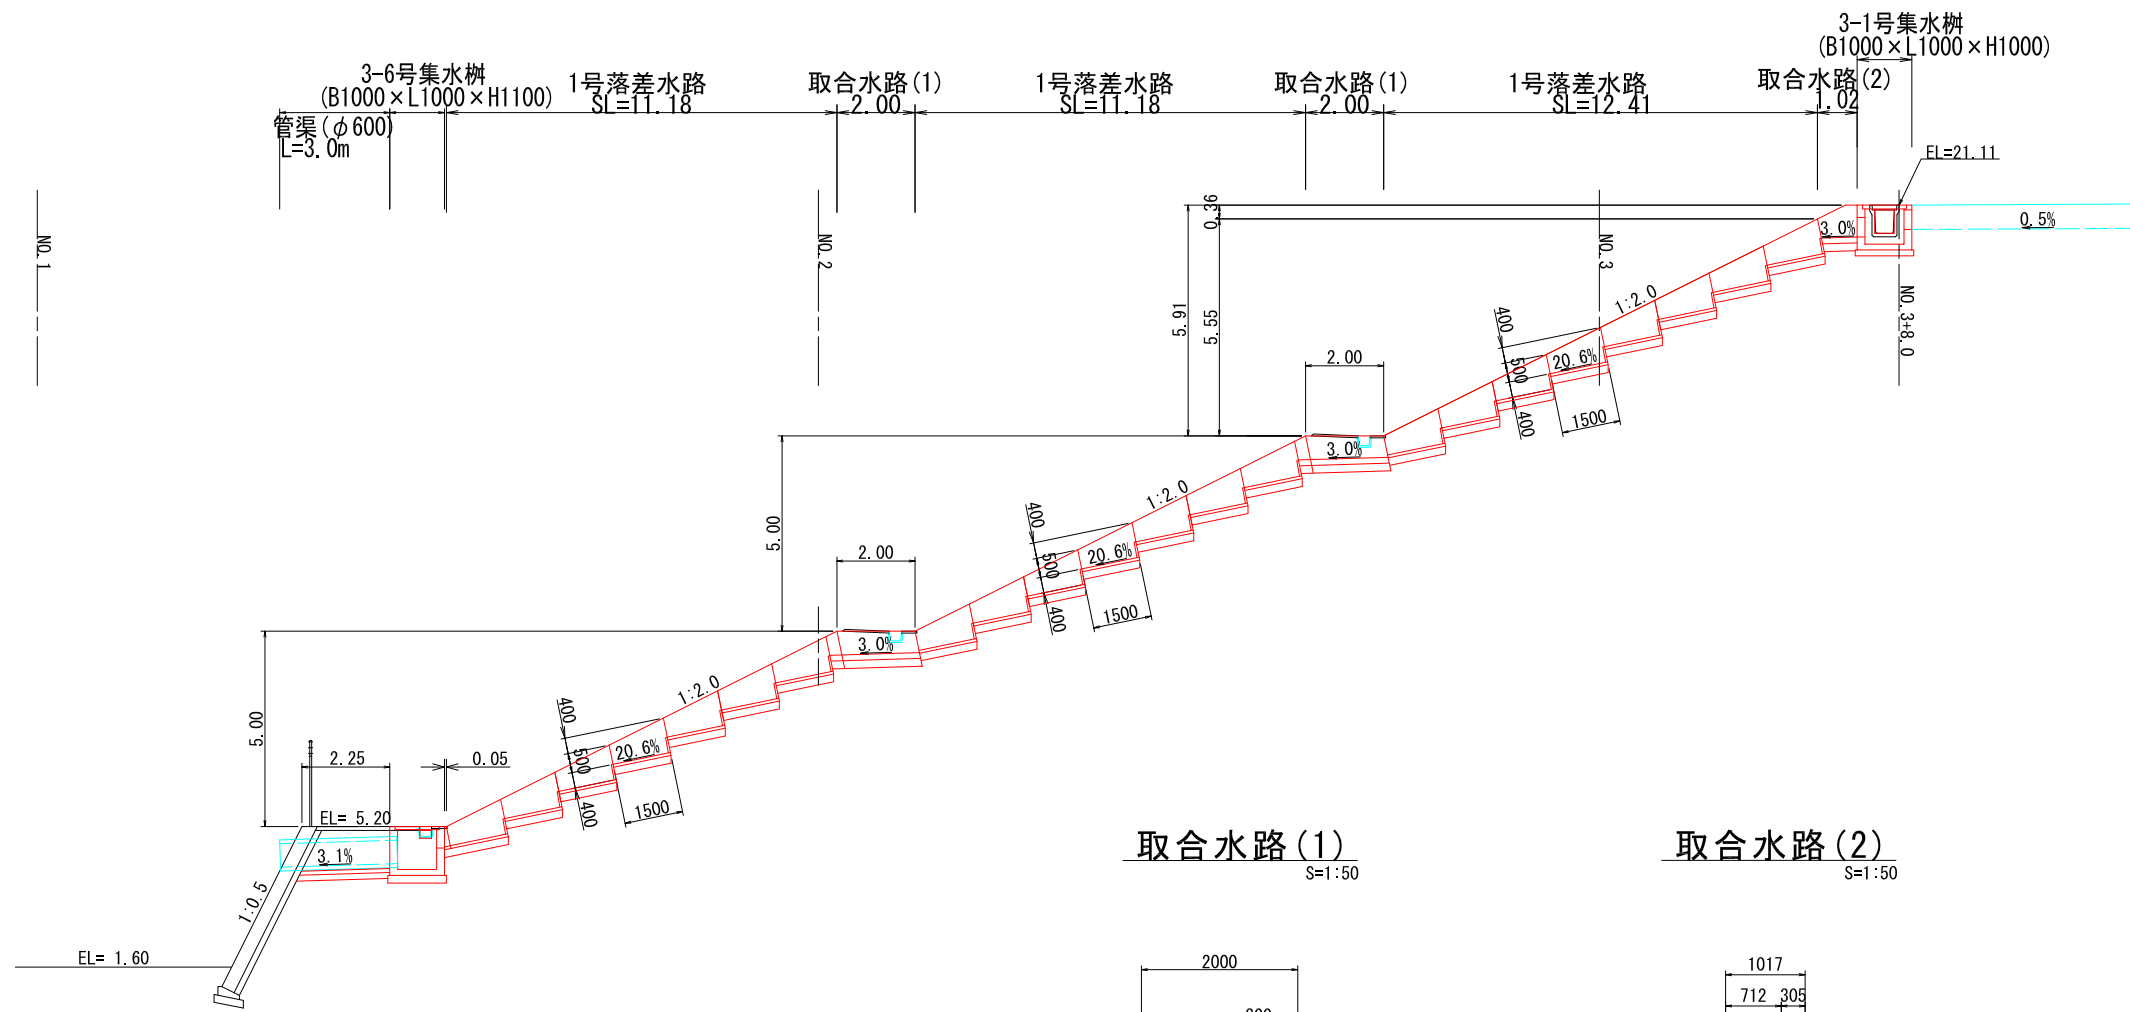 3-1号集水桝
(B1000×L1000×H1000)
3-6号集水桝
(B1000×L1000×H1100)
1号落差水路
SL=11.18
取合水路(1)
2.00
1号落差水路
SL=11.18
取合水路(1)
2.00
1号落差水路
SL=12.41
取合水路(2)
1.02
管渠(φ600)
L=3.0m
EL=21.11
NO.1
NO.2
NO.3
NO.3+8.0
0.36
5.91
5.55
3.0%
0.5%
1:2.0
400
500
400
20.6%
1500
2.00
3.0%
5.00
1:2.0
400
500
400
20.6%
1500
2.00
3.0%
5.00
1:2.0
400
500
400
20.6%
1500
2.25
0.05
EL= 5.20
3.1%
1:0.5
EL= 1.60
取合水路(1)
S=1:50
取合水路(2)
S=1:50
2000
1017
712 305